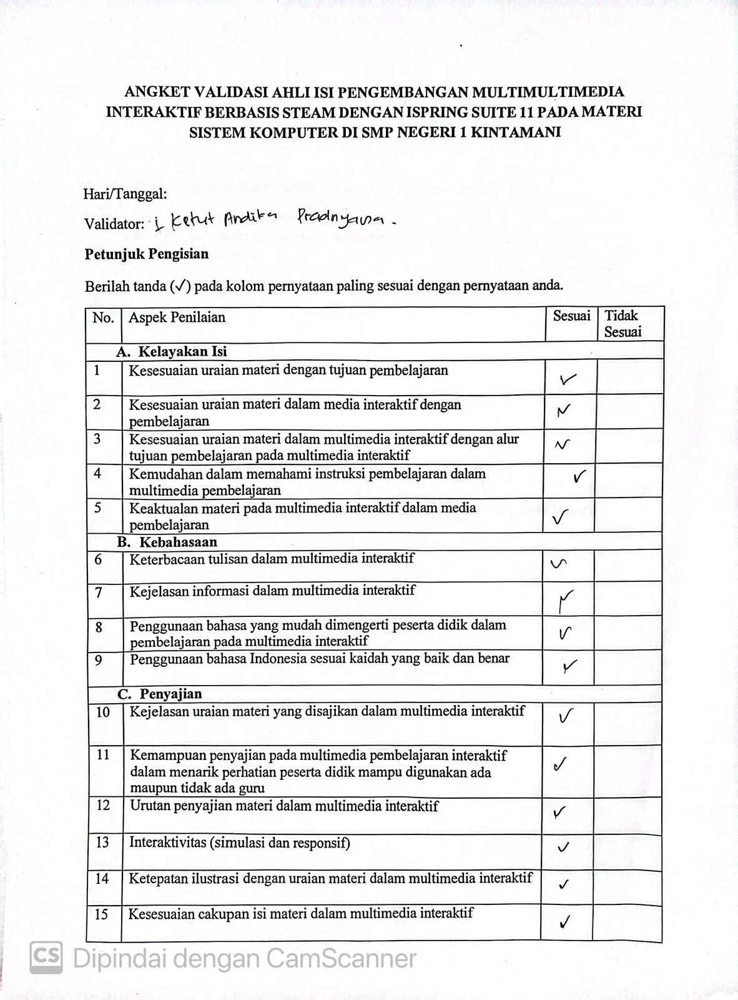 ANGKET VALIDASI AHLI ISI PENGEMBANGAN MULTIMULTIMEDIA
INTERAKTIF BERBASIS STEAM DENGAN ISPRING SUITE 11 PADA MATERI
SISTEM KOMPUTER DI SMP NEGERI 1 KINTAMANI
Hari/Tanggal:
Validator: I Ketut Andika Pradnyana.
Petunjuk Pengisian
Berilah tanda (✓) pada kolom pernyataan paling sesuai dengan pernyataan anda.
No. Aspek Penilaian Sesuai Tidak
Sesuai
A. Kelayakan Isi
1 Kesesuaian uraian materi dengan tujuan pembelajaran ✓
2 Kesesuaian uraian materi dalam media interaktif dengan ✓
pembelajaran
3 Kesesuaian uraian materi dalam multimedia interaktif dengan alur ✓
tujuan pembelajaran pada multimedia interaktif
4 Kemudahan dalam memahami instruksi pembelajaran dalam ✓
multimedia pembelajaran
5 Keaktualan materi pada multimedia interaktif dalam media ✓
pembelajaran
B. Kebahasaan
6 Keterbacaan tulisan dalam multimedia interaktif ✓
7 Kejelasan informasi dalam multimedia interaktif ✓
8 Penggunaan bahasa yang mudah dimengerti peserta didik dalam ✓
pembelajaran pada multimedia interaktif
9 Penggunaan bahasa Indonesia sesuai kaidah yang baik dan benar ✓
C. Penyajian
10 Kejelasan uraian materi yang disajikan dalam multimedia interaktif ✓
11 Kemampuan penyajian pada multimedia pembelajaran interaktif ✓
dalam menarik perhatian peserta didik mampu digunakan ada
maupun tidak ada guru
12 Urutan penyajian materi dalam multimedia interaktif ✓
13 Interaktivitas (simulasi dan responsif) ✓
14 Ketepatan ilustrasi dengan uraian materi dalam multimedia interaktif ✓
15 Kesesuaian cakupan isi materi dalam multimedia interaktif ✓
CS Dipindai dengan CamScanner